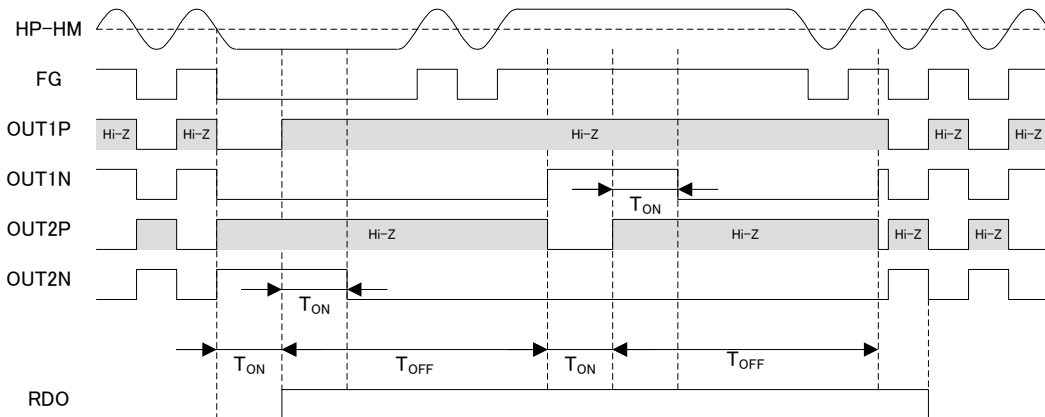 HP-HM
FG
OUT1P
Hi-Z Hi-Z Hi-Z Hi-Z Hi-Z
OUT1N
TON
OUT2P
Hi-Z Hi-Z Hi-Z Hi-Z
OUT2N
TON
TON TOFF TON TOFF
RDO